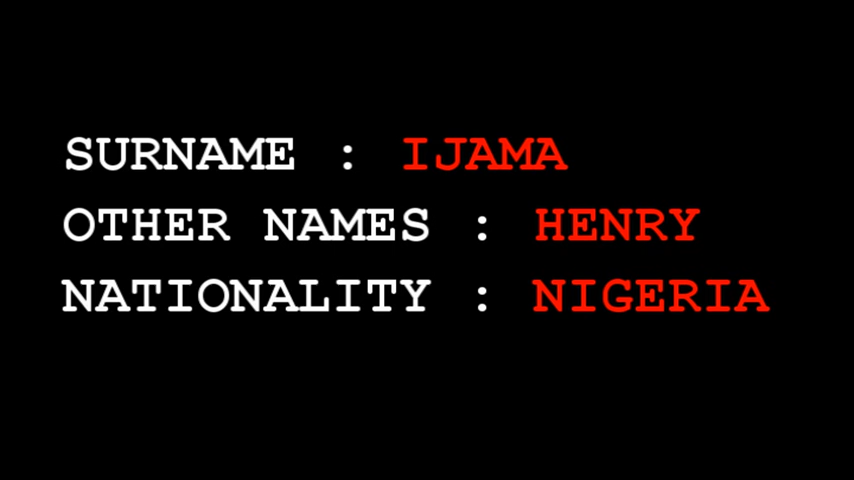 SURNAME : IJAMA
OTHER NAMES : HENRY
NATIONALITY : NIGERIA